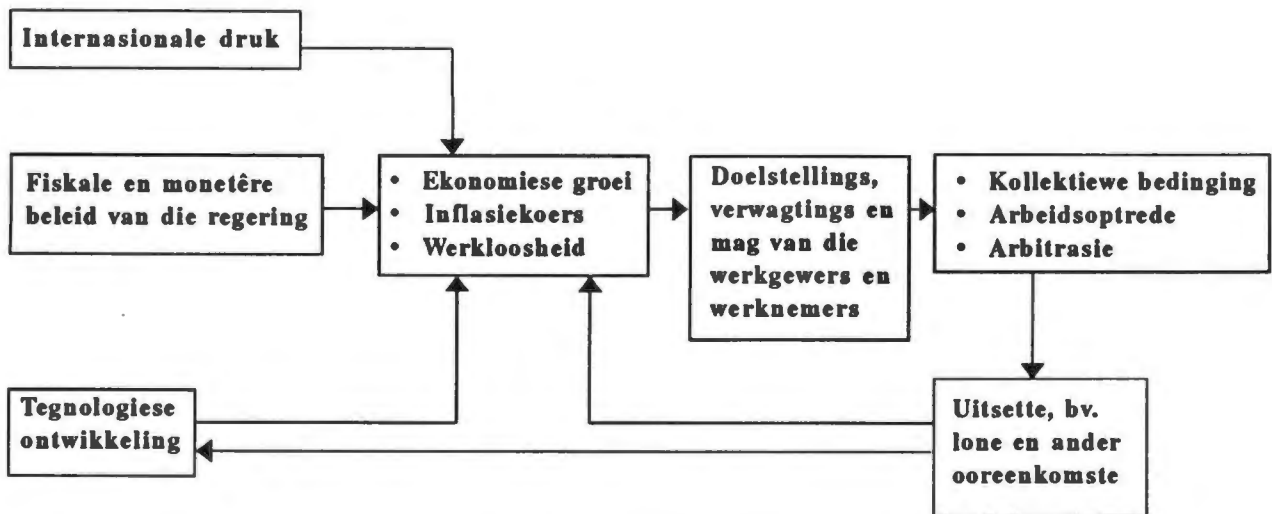 Internasionale druk
Fiskale en monetêre
beleid van die regering
• Ekonomiese groei
• Inflasiekoers
• Werkloosheid
Doelstellings,
verwagtings en
mag van die
werkgewers en
werknemers
• Kollektiewe bedinging
• Arbeidsoptrede
• Arbitrasie
Tegnologiese
ontwikkeling
Uitsette, bv.
lone en ander
ooreenkomste